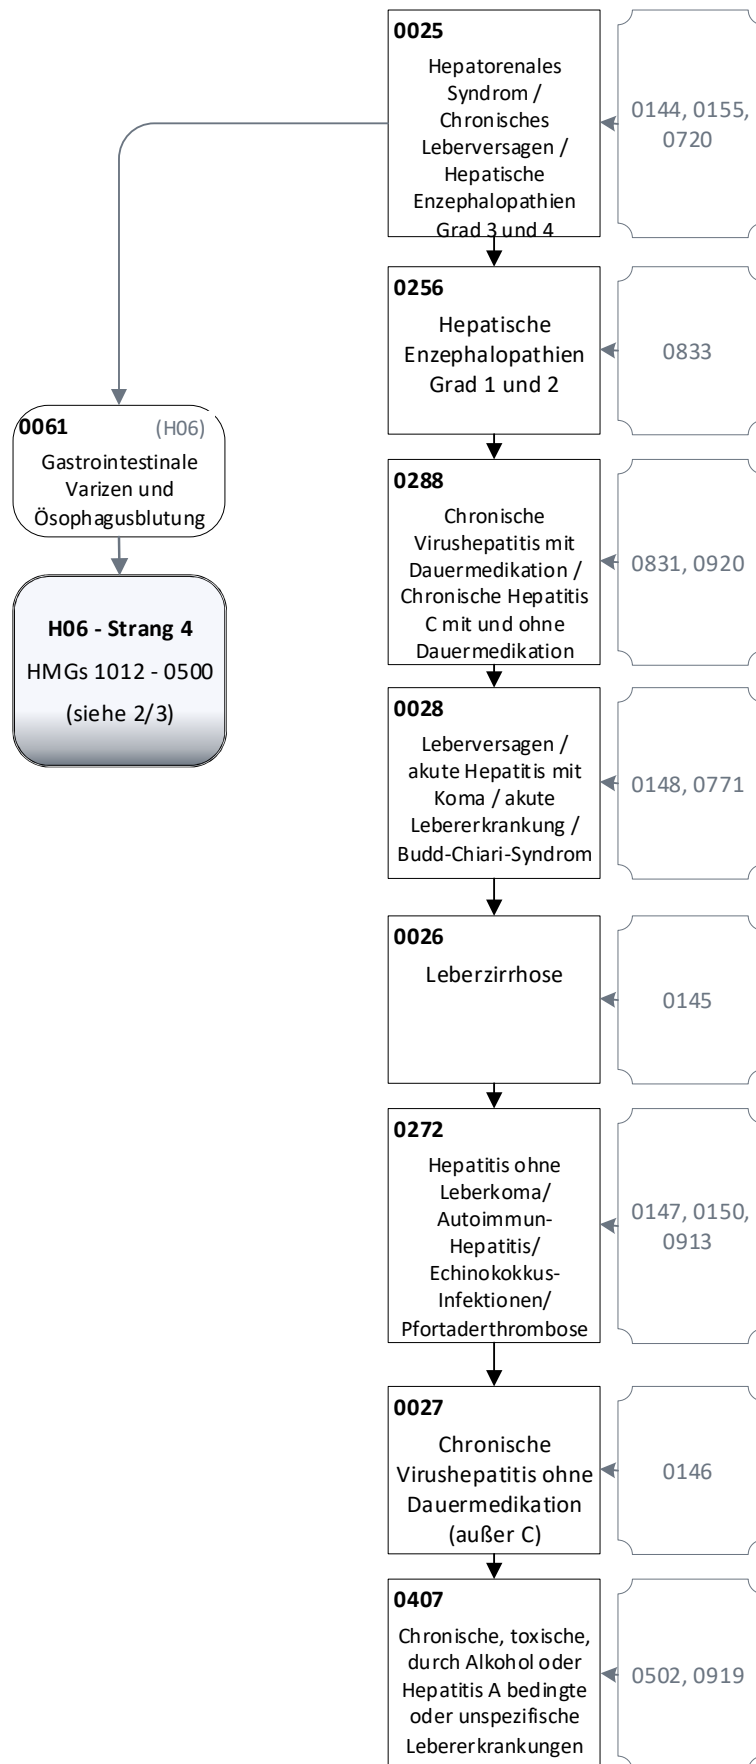 0025
Hepatorenales
Syndrom /
Chronisches
Leberversagen /
Hepatische
Enzephalopathien
Grad 3 und 4
0144, 0155,
0720
0256
Hepatische
Enzephalopathien
Grad 1 und 2
0833
0061 (H06)
Gastrointestinale
Varizen und
Ösophagusblutung
H06 - Strang 4
HMGs 1012 - 0500
(siehe 2/3)
0288
Chronische
Virushepatitis mit
Dauermedikation /
Chronische Hepatitis
C mit und ohne
Dauermedikation
0831, 0920
0028
Leberversagen /
akute Hepatitis mit
Koma / akute
Lebererkrankung /
Budd-Chiari-Syndrom
0148, 0771
0026
Leberzirrhose
0145
0272
Hepatitis ohne
Leberkoma/
Autoimmun-
Hepatitis/
Echinokokkus-
Infektionen/
Pfortaderthrombose
0147, 0150,
0913
0027
Chronische
Virushepatitis ohne
Dauermedikation
(außer C)
0146
0407
Chronische, toxische,
durch Alkohol oder
Hepatitis A bedingte
oder unspezifische
Lebererkrankungen
0502, 0919